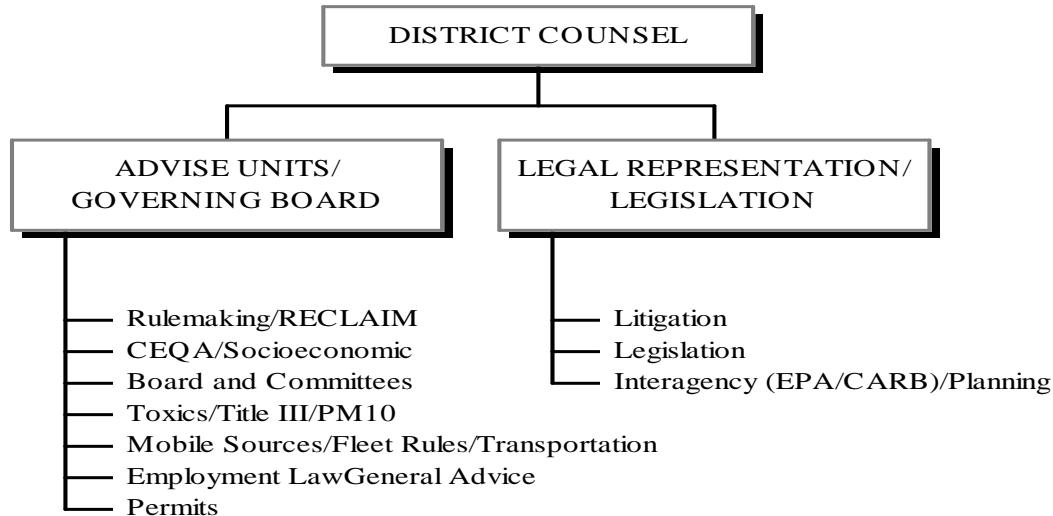 DISTRICT COUNSEL
ADVISE UNITS/
GOVERNING BOARD
LEGAL REPRESENTATION/
LEGISLATION
Rulemaking/RECLAIM
CEQA/Socioeconomic
Board and Committees
Toxics/Title III/PM10
Mobile Sources/Fleet Rules/Transportation
Employment LawGeneral Advice
Permits
Litigation
Legislation
Interagency (EPA/CARB)/Planning